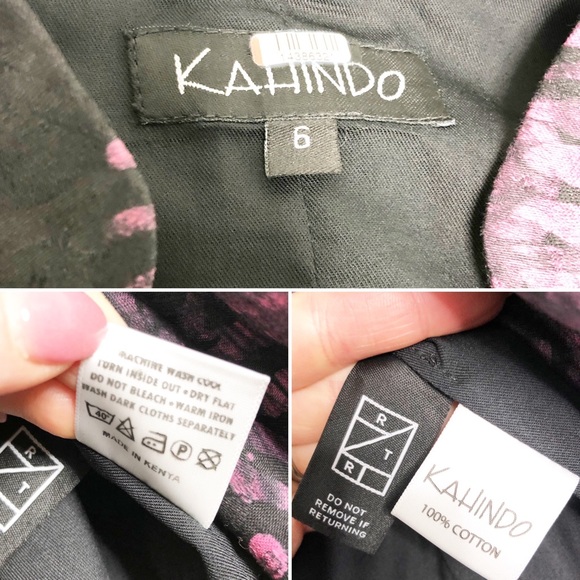 KAHINDO
6
MACHINE WASH COOL
TURN INSIDE OUT • DRY FLAT
DO NOT BLEACH • WARM IRON
WASH DARK CLOTHS SEPARATELY
40°
P
MADE IN KENYA
R
T
R
T
R
DO NOT
REMOVE IF
RETURNING
KAHINDO
100% COTTON